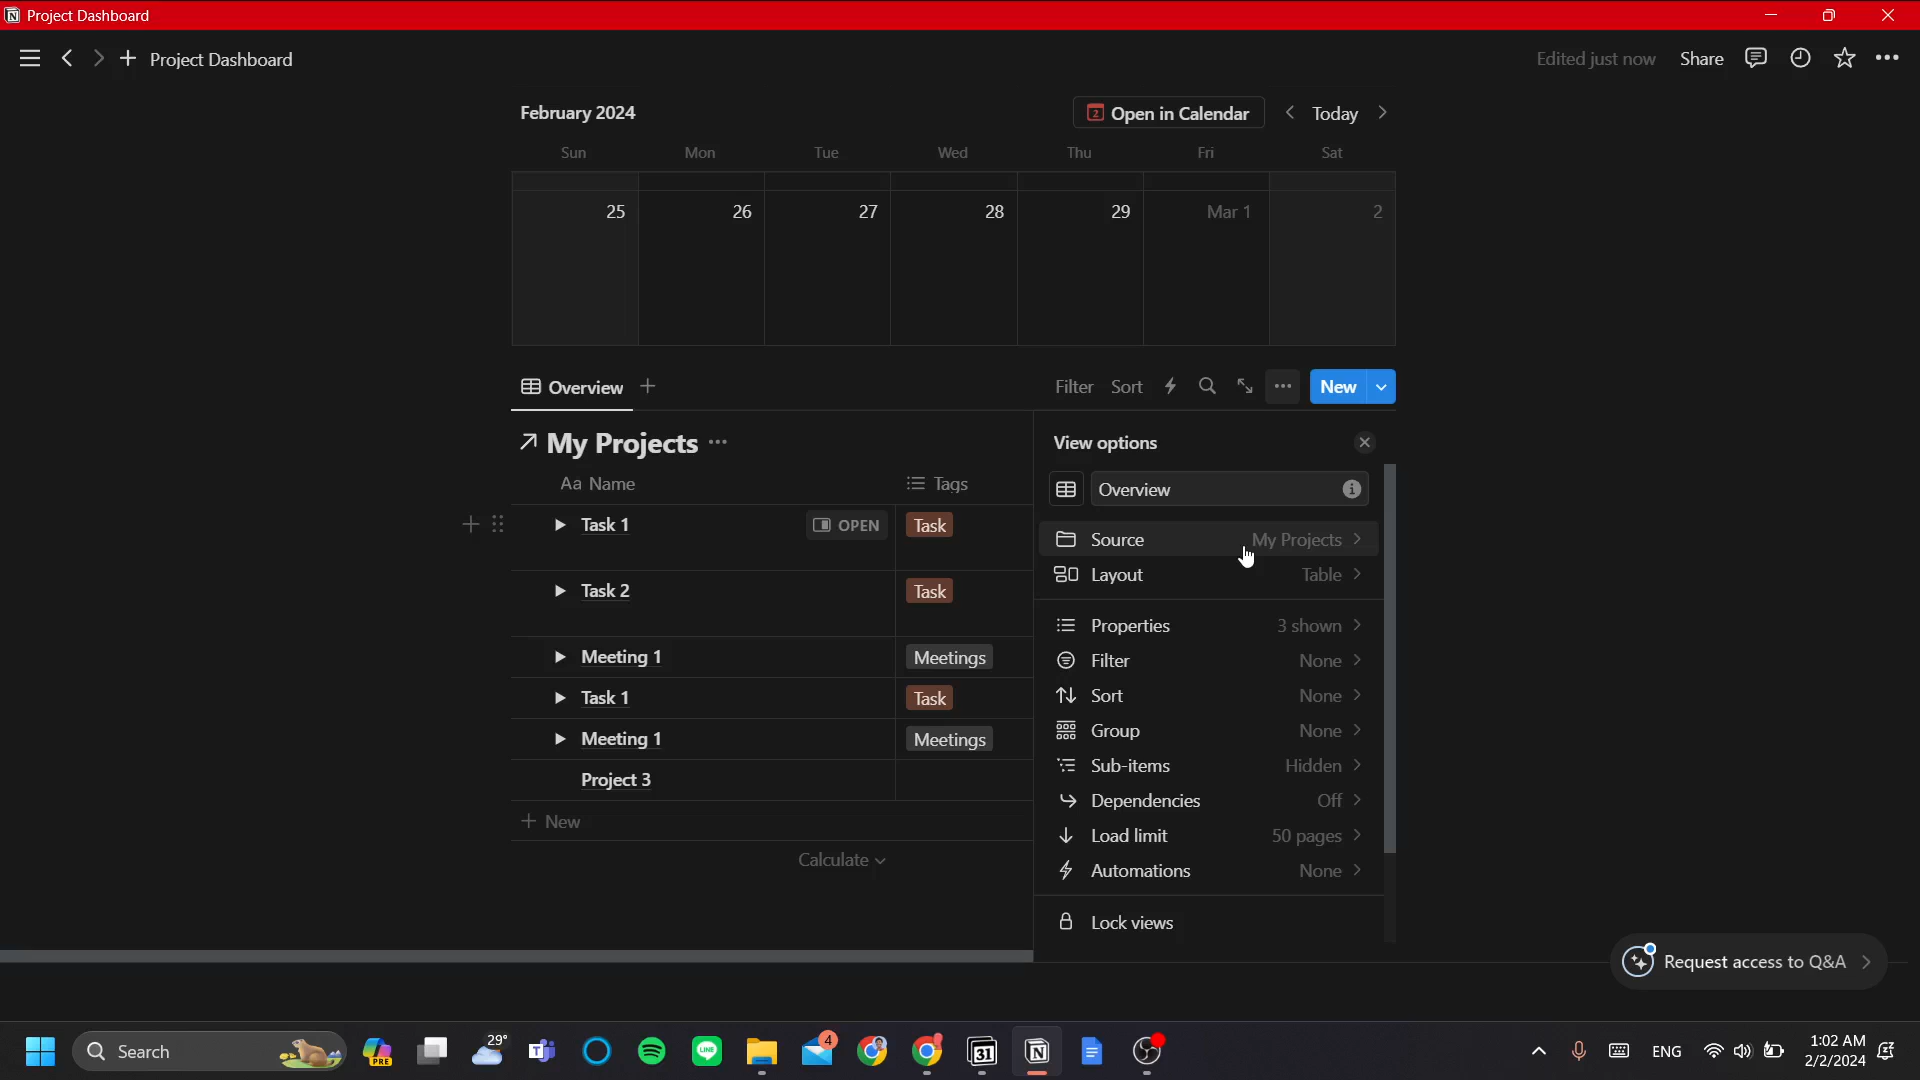 Project Dashboard
Project Dashboard
Edited just now Share
February 2024
2 Open in Calendar
Today
Sun Mon Tue Wed Thu Fri Sat
25 26 27 28 29 Mar 1 2
Overview
Filter Sort
New
My Projects
Aa Name
Tags
Task 1
OPEN
Task
Task 2
Task
Meeting 1
Meetings
Task 1
Task
Meeting 1
Meetings
Project 3
New
Calculate
View options
Overview
Source My Projects
Layout Table
Properties 3 shown
Filter None
Sort None
Group None
Sub-items Hidden
Dependencies Off
Load limit 50 pages
Automations None
Lock views
Request access to Q&A
Search
PRE
29°
LINE
4
31
ENG
1:02 AM
2/2/2024